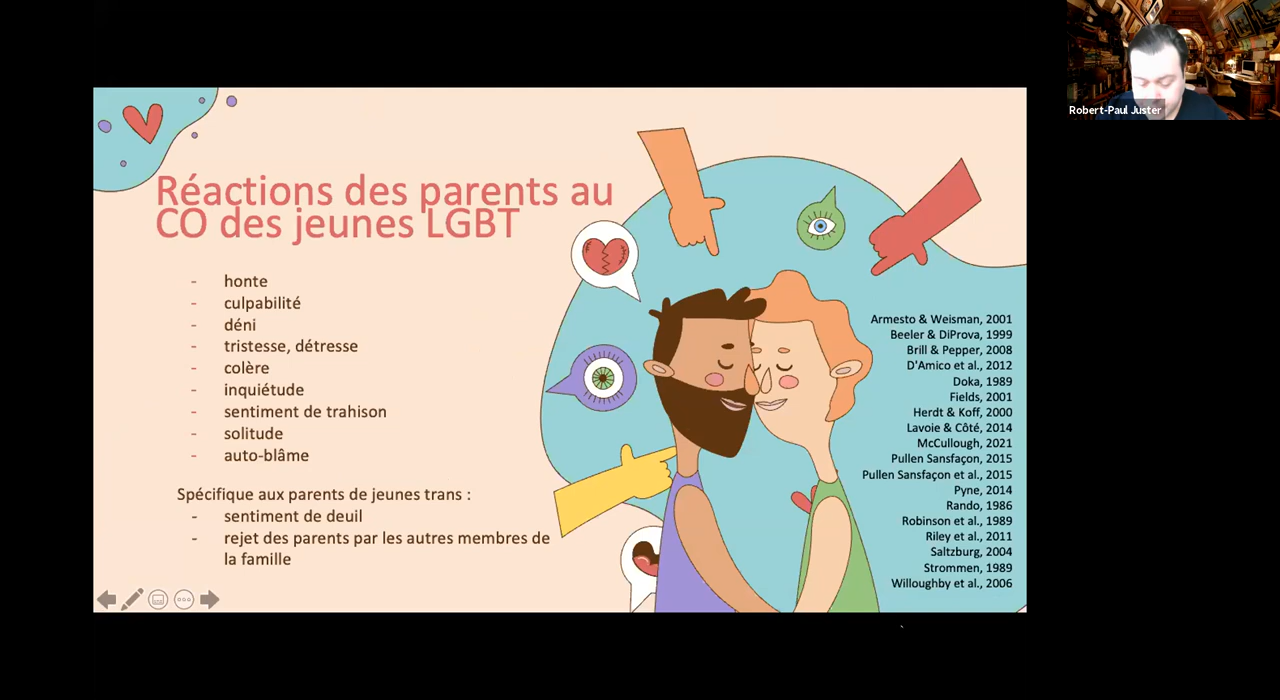 Réactions des parents au
CO des jeunes LGBT
- honte
- culpabilité
- déni
- tristesse, détresse
- colère
- inquiétude
- sentiment de trahison
- solitude
- auto-blâme
Spécifique aux parents de jeunes trans :
- sentiment de deuil
- rejet des parents par les autres membres de
la famille
Armesto & Weisman, 2001
Beeler & DiProva, 1999
Brill & Pepper, 2008
D'Amico et al., 2012
Doka, 1989
Fields, 2001
Herdt & Koff, 2000
Lavoie & Côté, 2014
McCullough, 2021
Pullen Sansfaçon, 2015
Pullen Sansfaçon et al., 2015
Pyne, 2014
Rando, 1986
Robinson et al., 1989
Riley et al., 2011
Saltzburg, 2004
Strommen, 1989
Willoughby et al., 2006
Robert-Paul Juster